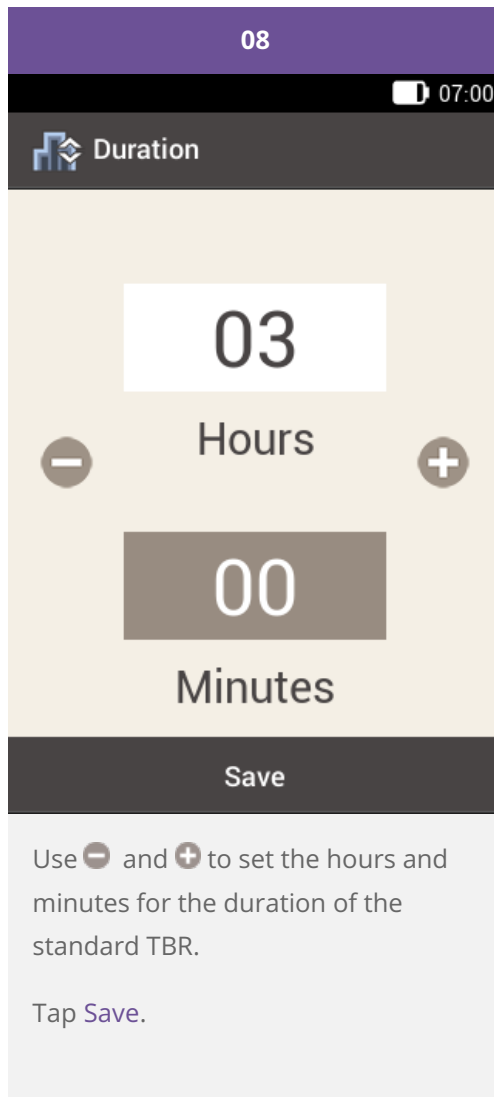 08
07:00
Duration
03
Hours
00
Minutes
Save
Use and to set the hours and
minutes for the duration of the
standard TBR.
Tap Save.